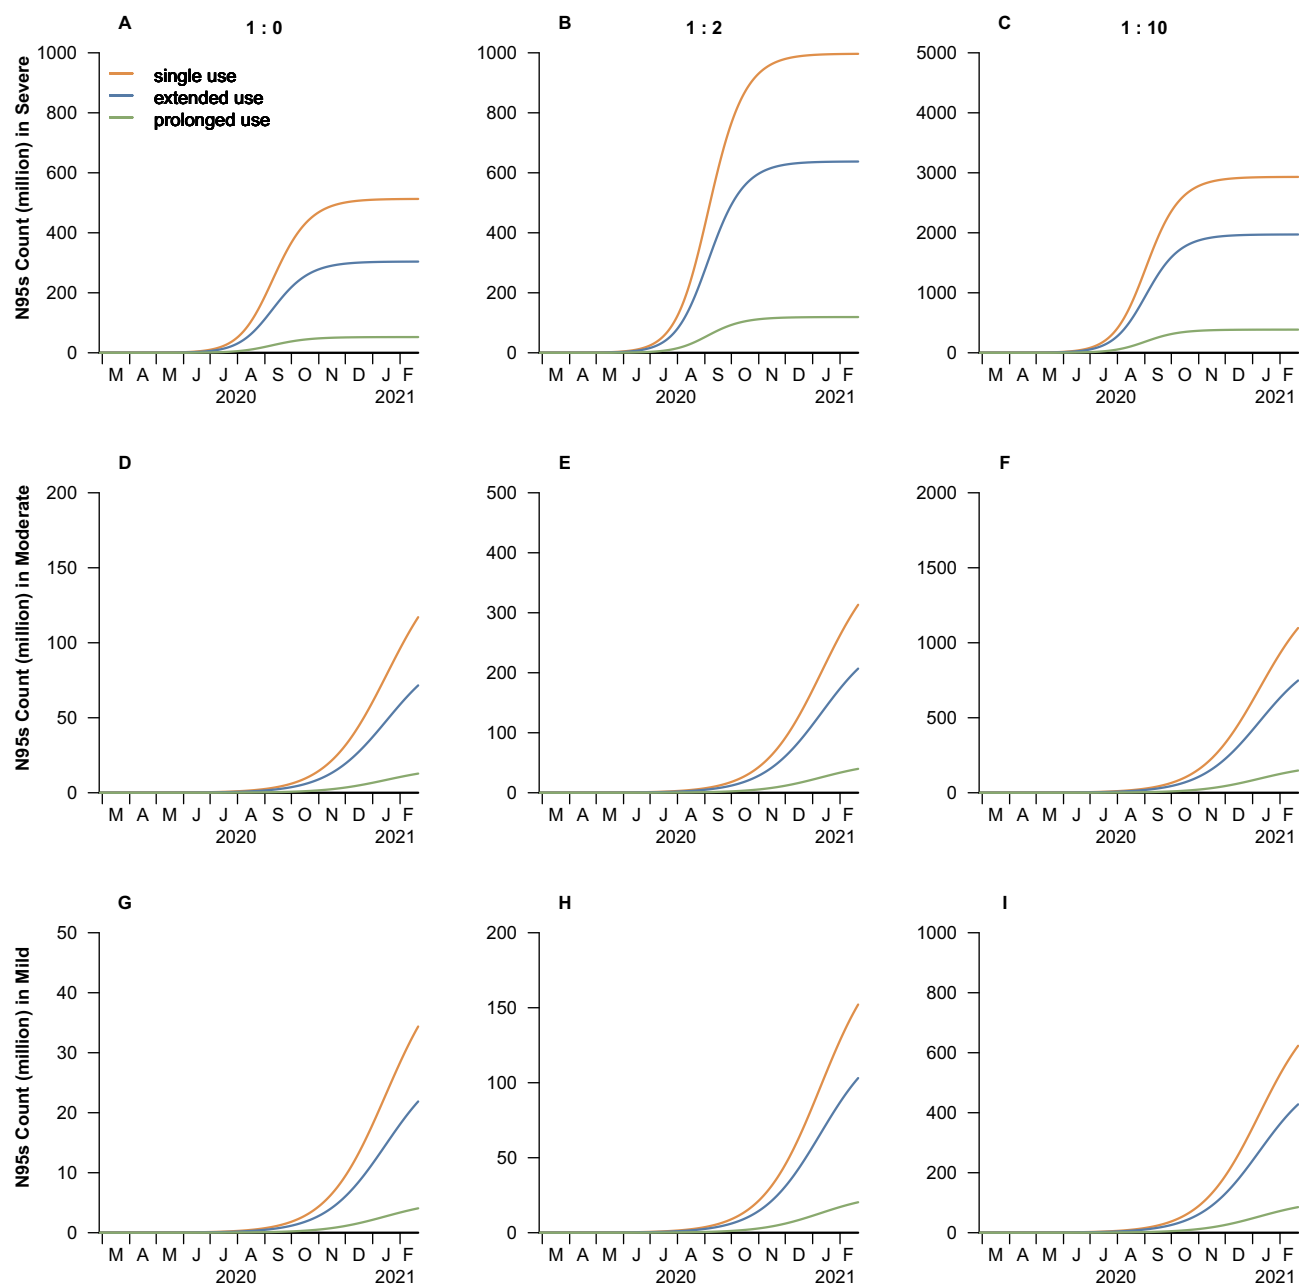 A
1 : 0
B
1 : 2
C
1 : 10
N95s Count (million) in Severe
1000
800
600
400
200
0
single use
extended use
prolonged use
M A M J J A S O N D J F
2020 2021
1000
800
600
400
200
0
M A M J J A S O N D J F
2020 2021
5000
4000
3000
2000
1000
0
M A M J J A S O N D J F
2020 2021
D
N95s Count (million) in Moderate
200
150
100
50
0
M A M J J A S O N D J F
2020 2021
E
500
400
300
200
100
0
M A M J J A S O N D J F
2020 2021
F
2000
1500
1000
500
0
M A M J J A S O N D J F
2020 2021
G
N95s Count (million) in Mild
50
40
30
20
10
0
M A M J J A S O N D J F
2020 2021
H
200
150
100
50
0
M A M J J A S O N D J F
2020 2021
I
1000
800
600
400
200
0
M A M J J A S O N D J F
2020 2021